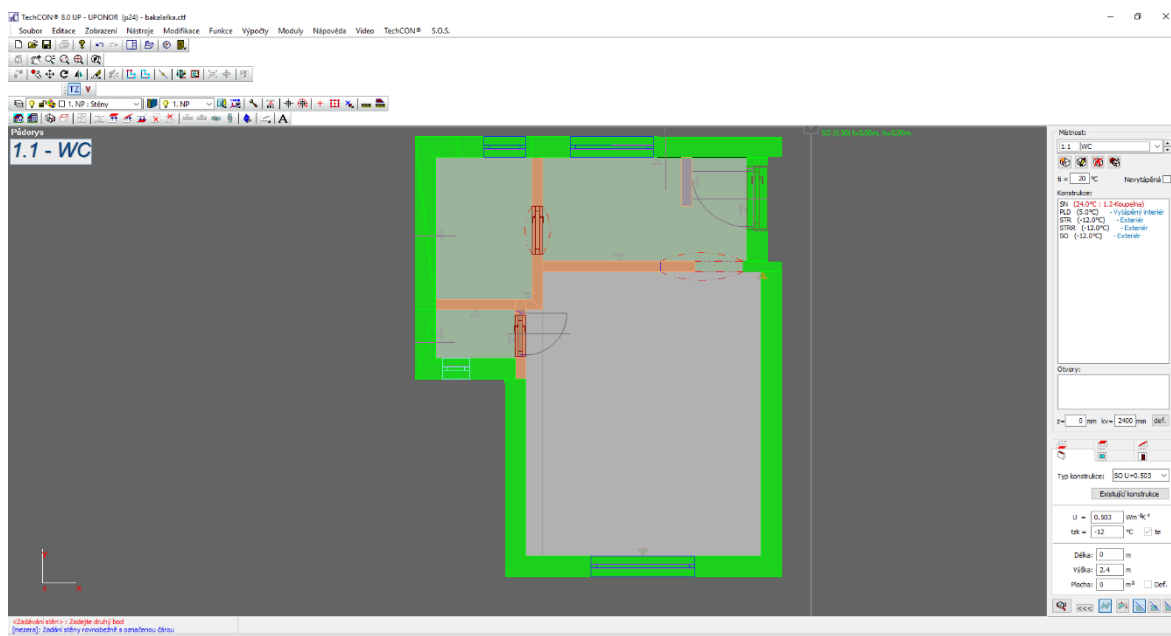 TechCON® 8.0 UP - UPONOR (p24) - bakalařka.ctf
Soubor Editace Zobrazení Nástroje Modifikace Funkce Výpočty Moduly Nápověda Video TechCON® S.O.S.
TZ V
1. NP : Stěny 1. NP
A
Půdorys
1.1 - WC
SO (0.50) l=0.00m, h=0.00m
Místnost:
1.1 WC
ti = 20 °C Nevytápěná
Konstrukce:
SN (24.0°C : 1.2-Koupelna)
PLD (5.0°C) - Vytápěný interiér
STR (-12.0°C) - Exteriér
STRR (-12.0°C) - Exteriér
SO (-12.0°C) - Exteriér
Otvory:
z= 0 mm kv= 2400 mm def.
Typ konstrukce: SO U=0.503
Existující konstrukce
U = 0.503 Wm-²K-¹
tzk = -12 °C te
Délka: 0 m
Výška: 2.4 m
Plocha: 0 m² Def.
<<<
Y
Z X
<Zadávání stěn> : Zadejte druhý bod
[mezera]: Zadání stěny rovnoběžně s označenou čárou